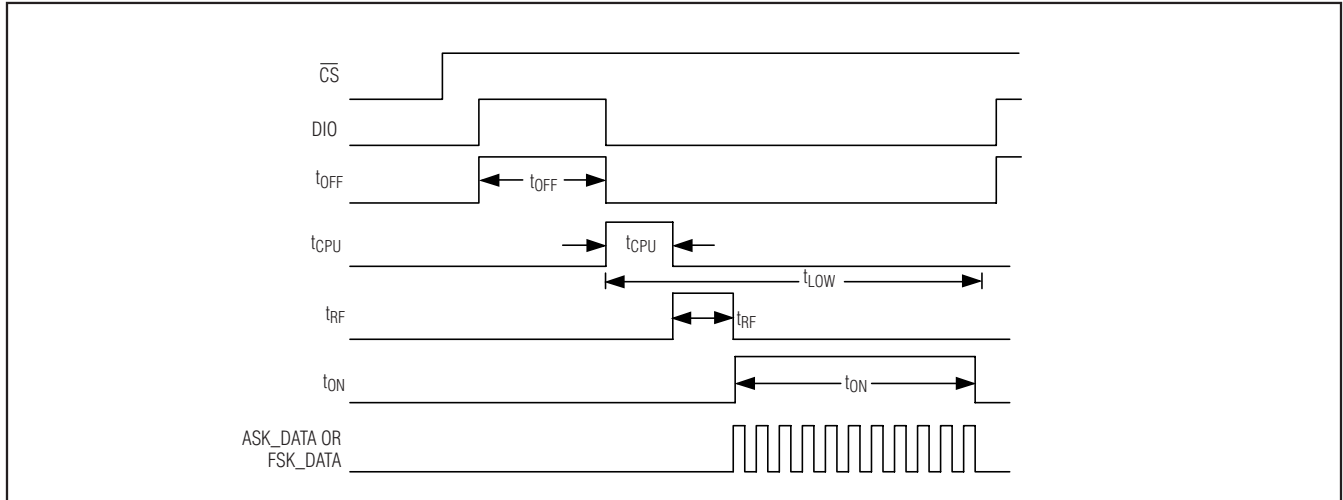 CS
DIO
tOFF
tOFF
tCPU
tCPU
tLOW
tRF
tRF
tON
tON
ASK_DATA OR
FSK_DATA